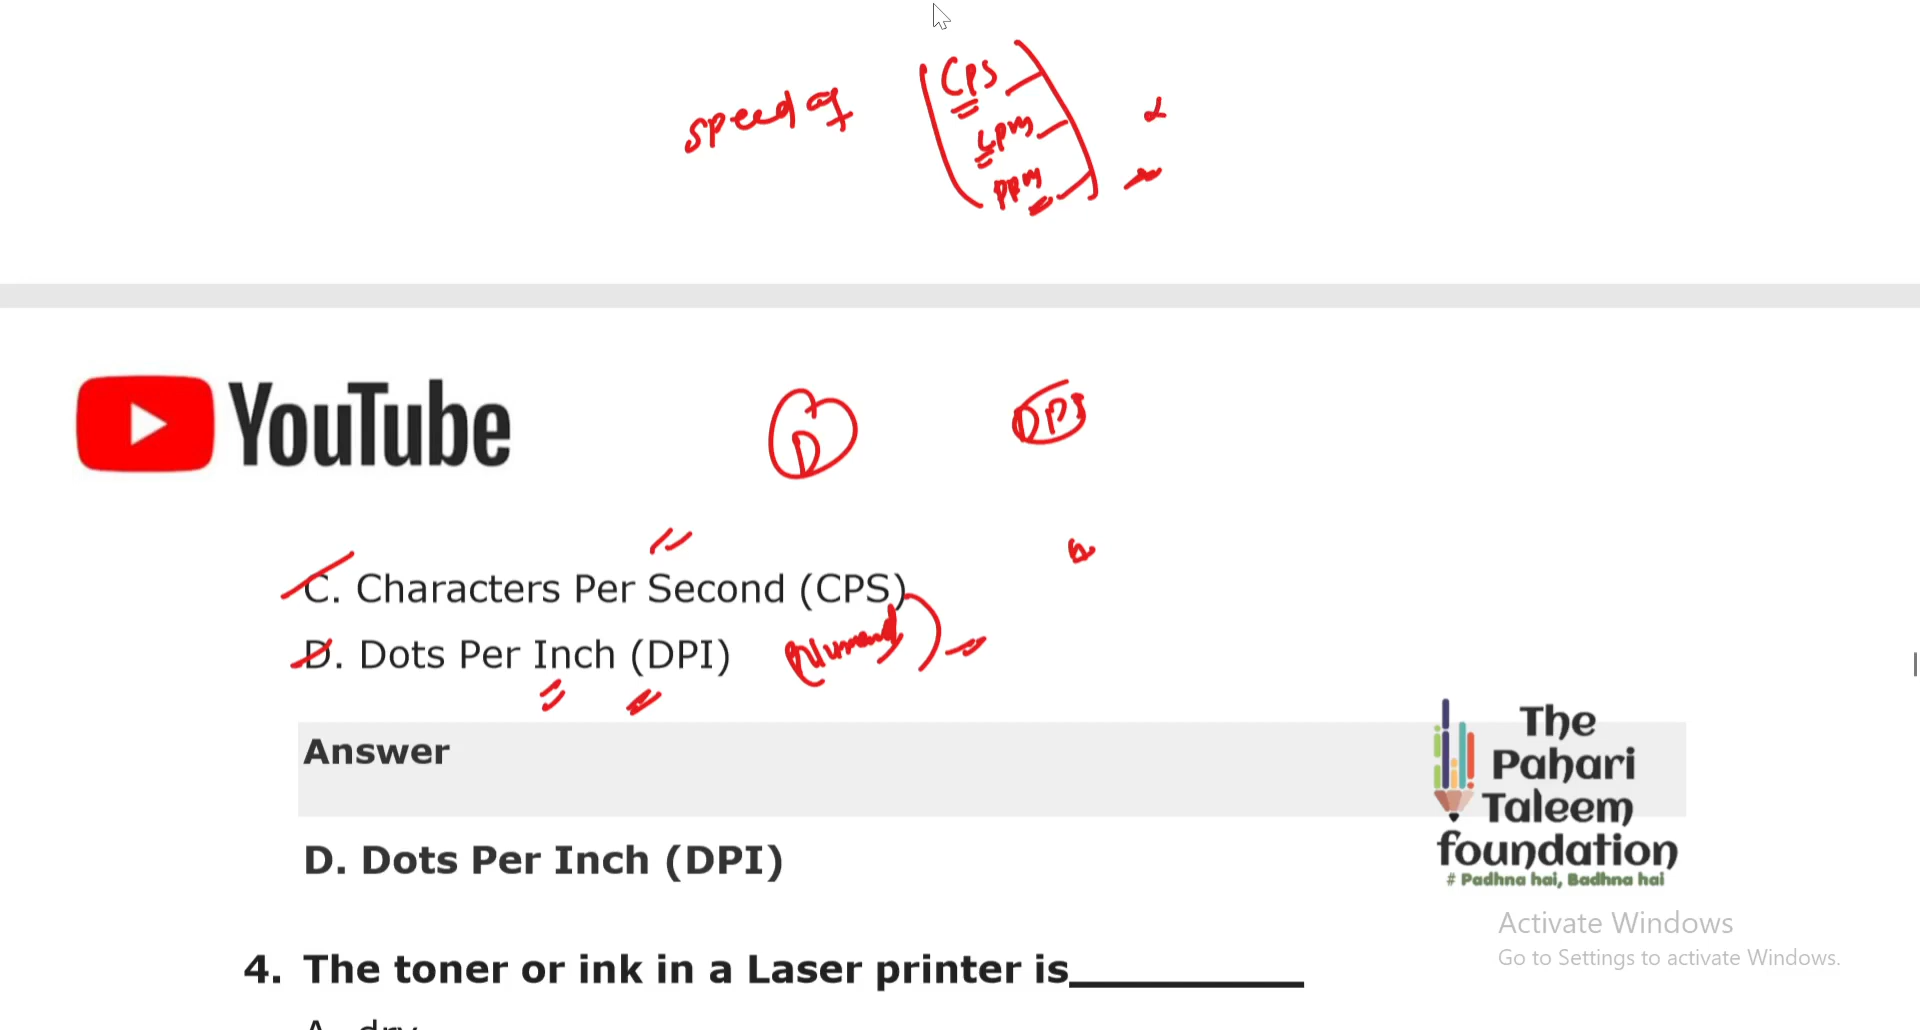 speed of
CPS
LPM
PPM
YouTube
D
DPI
C. Characters Per Second (CPS)
D. Dots Per Inch (DPI)
Answer
D. Dots Per Inch (DPI)
The
Pahari
Taleem
foundation
# Padhna hai, Badhna hai
Activate Windows
Go to Settings to activate Windows.
4. The toner or ink in a Laser printer is__________
A. dry